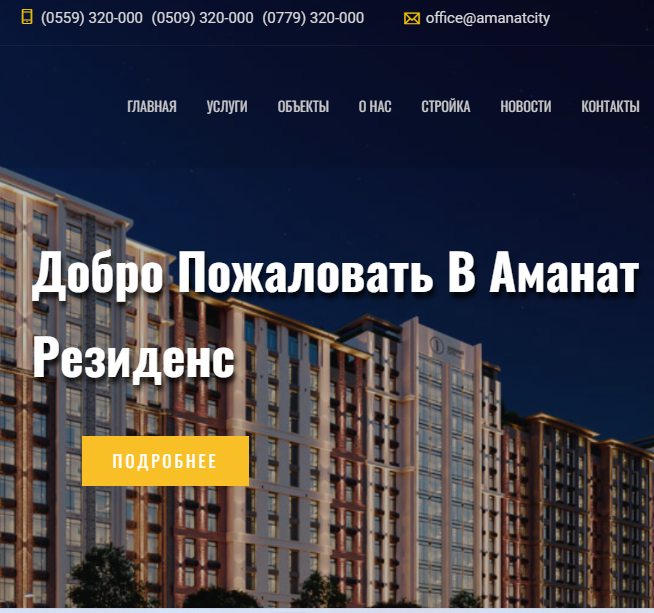 (0559) 320-000 (0509) 320-000 (0779) 320-000 office@amanatcity
ГЛАВНАЯ УСЛУГИ ОБЪЕКТЫ О НАС СТРОЙКА НОВОСТИ КОНТАКТЫ
Добро Пожаловать В Аманат
Резиденс
ПОДРОБНЕЕ